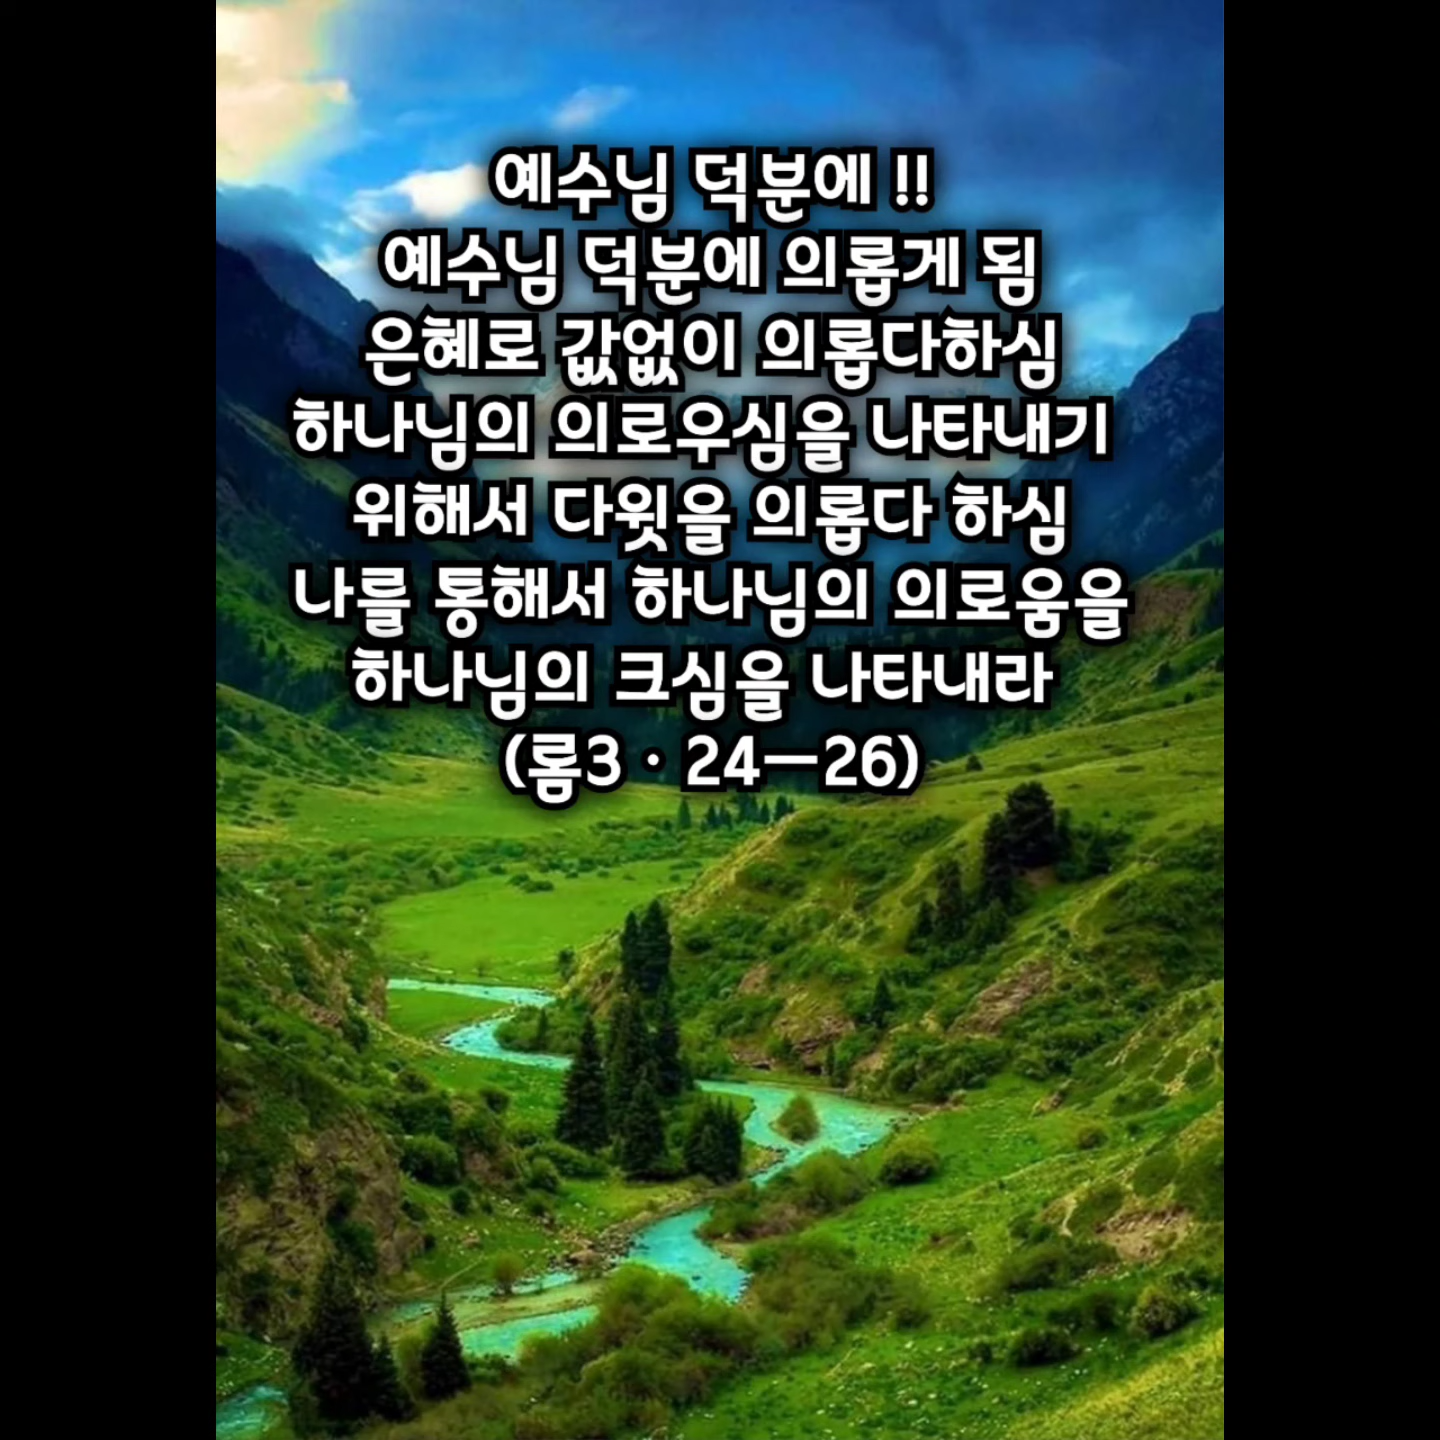 예수님 덕분에 !!
예수님 덕분에 의롭게 됨
은혜로 값없이 의롭다하심
하나님의 의로우심을 나타내기
위해서 다윗을 의롭다 하심
나를 통해서 하나님의 의로움을
하나님의 크심을 나타내라
(롬3 · 24—26)